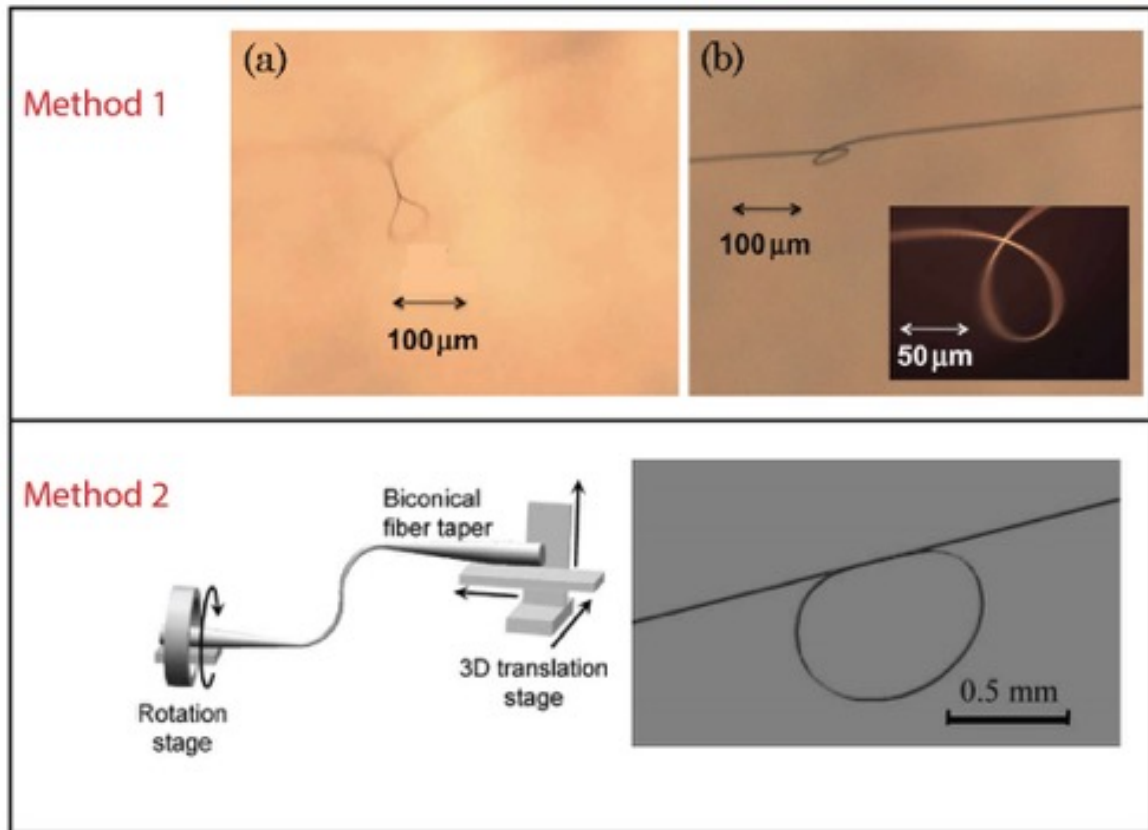 Method 1
(a)
100 μm
(b)
100 μm
50 μm
Method 2
Biconical
fiber taper
3D translation
stage
Rotation
stage
0.5 mm